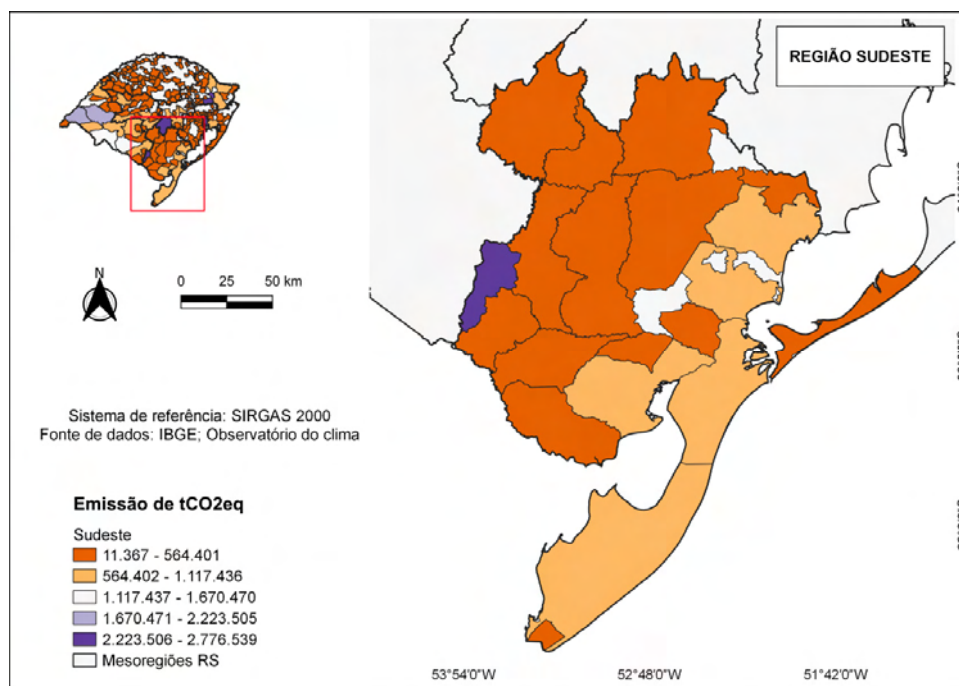 REGIÃO SUDESTE
N
0 25 50 km
Sistema de referência: SIRGAS 2000
Fonte de dados: IBGE; Observatório do clima
Emissão de tCO2eq
Sudeste
11.367 - 564.401
564.402 - 1.117.436
1.117.437 - 1.670.470
1.670.471 - 2.223.505
2.223.506 - 2.776.539
Mesoregiões RS
53°54'0"W 52°48'0"W 51°42'0"W